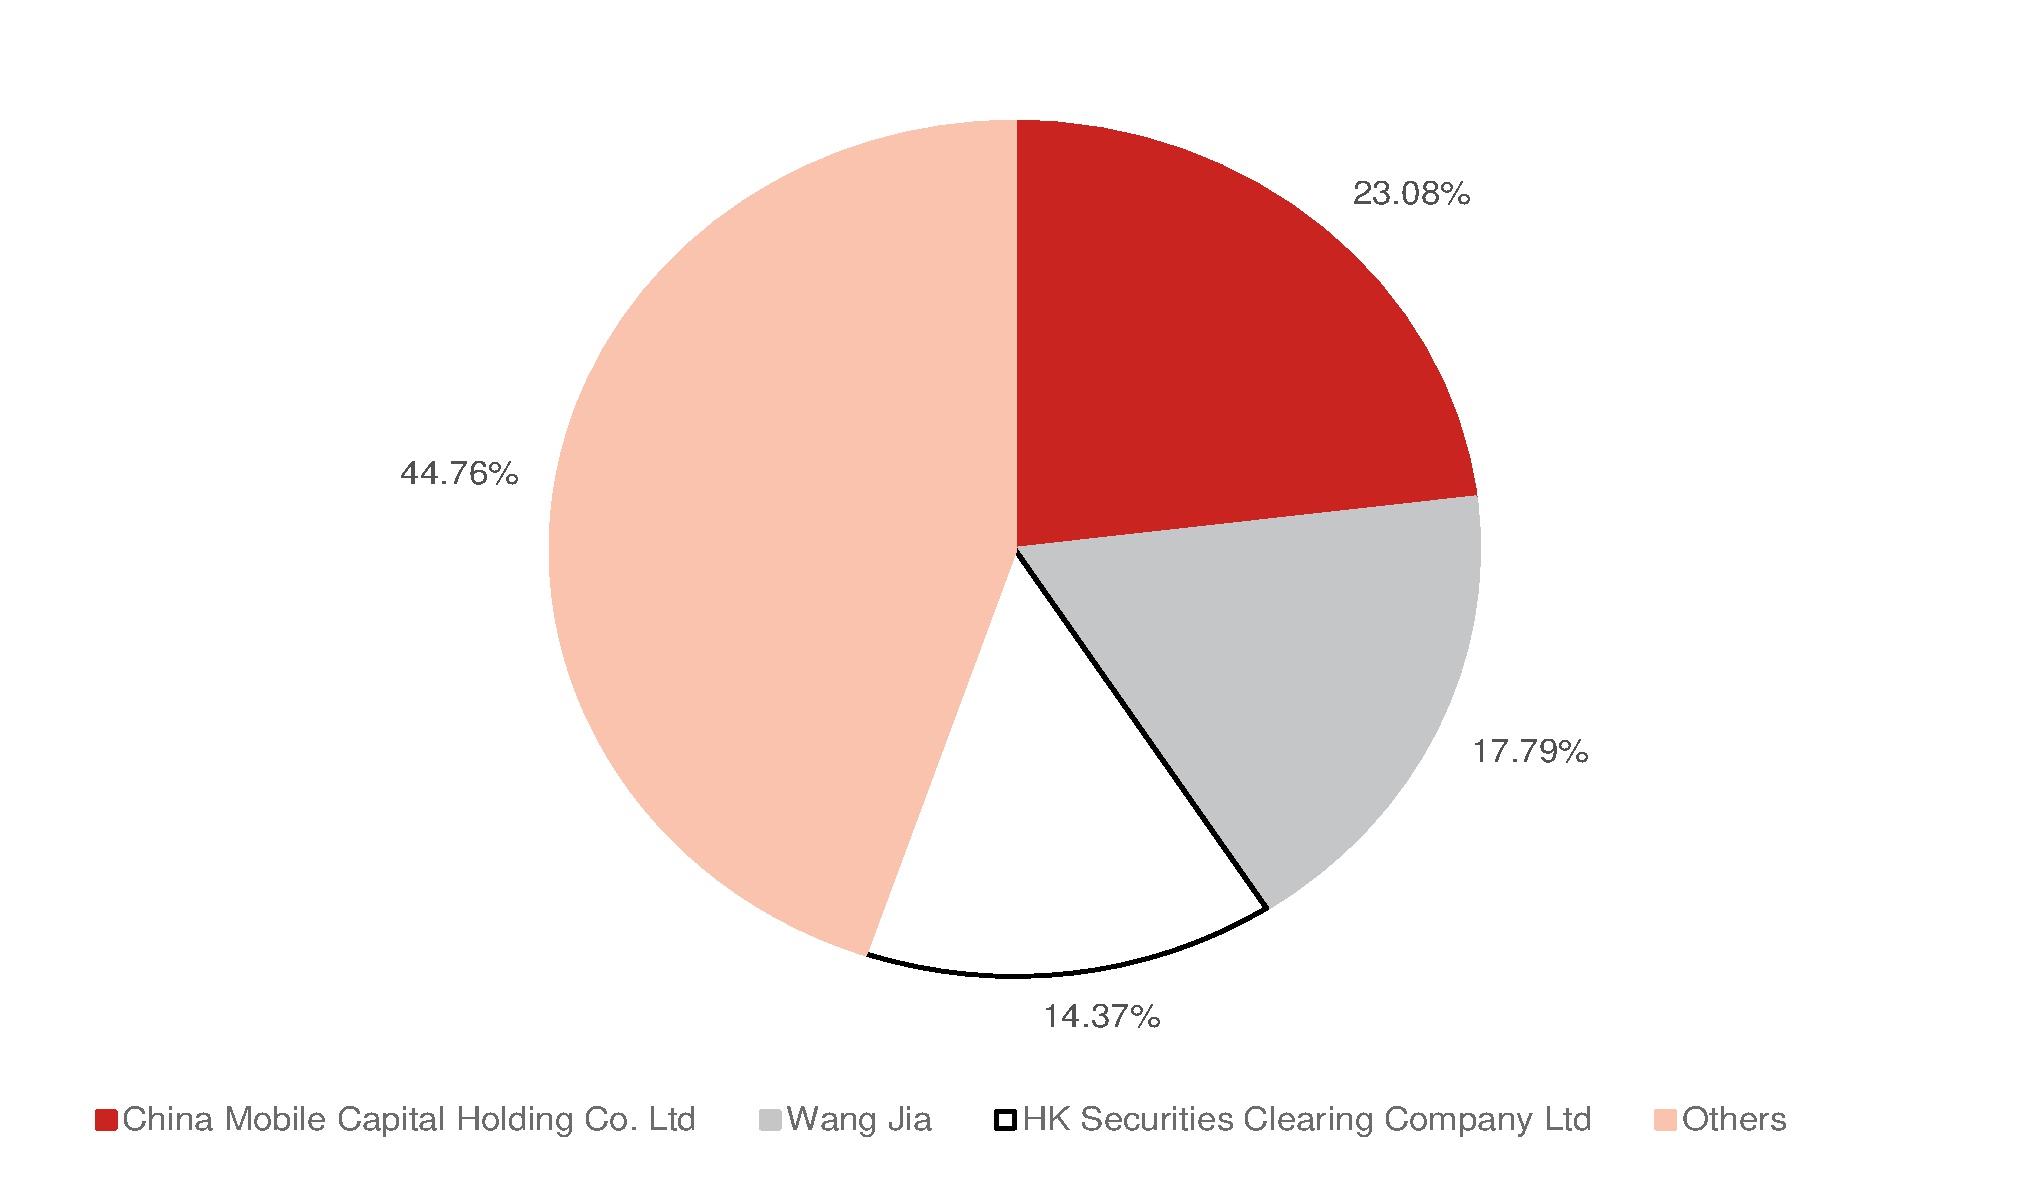 23.08%
44.76%
17.79%
14.37%
China Mobile Capital Holding Co. Ltd Wang Jia HK Securities Clearing Company Ltd Others